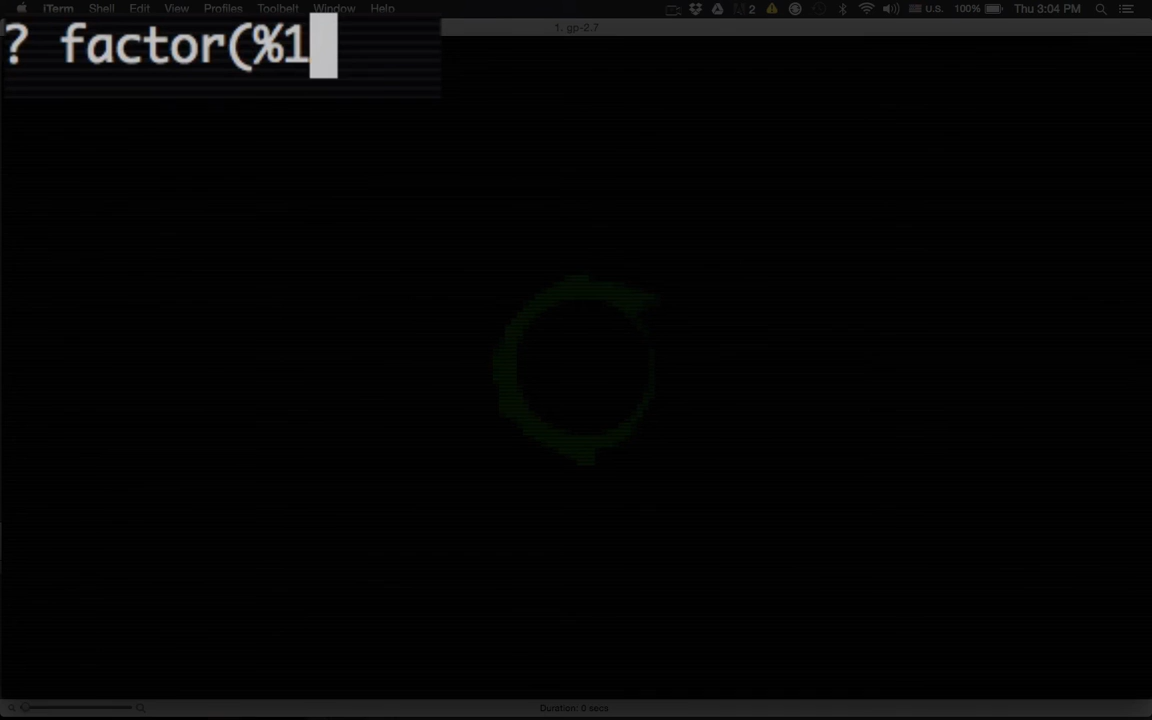 iTerm Shell Edit View Profiles Toolbelt Window Help 2 U.S. 100% Thu 3:04 PM
1. gp-2.7
? factor(%1
Duration: 0 secs